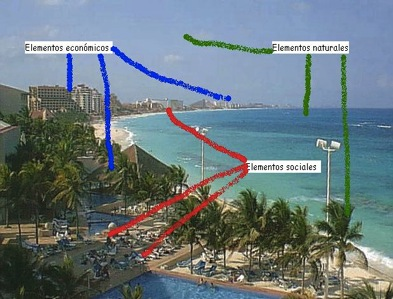 Elementos económicos
Elementos naturales
Elementos sociales